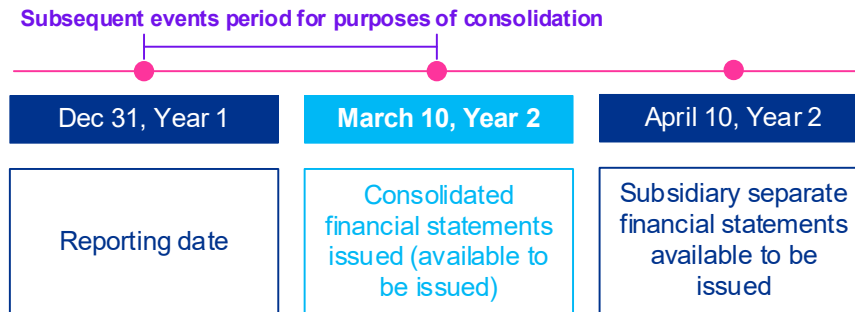 Subsequent events period for purposes of consolidation
Dec 31, Year 1
March 10, Year 2
April 10, Year 2
Reporting date
Consolidated
financial statements
issued (available to
be issued)
Subsidiary separate
financial statements
available to be
issued